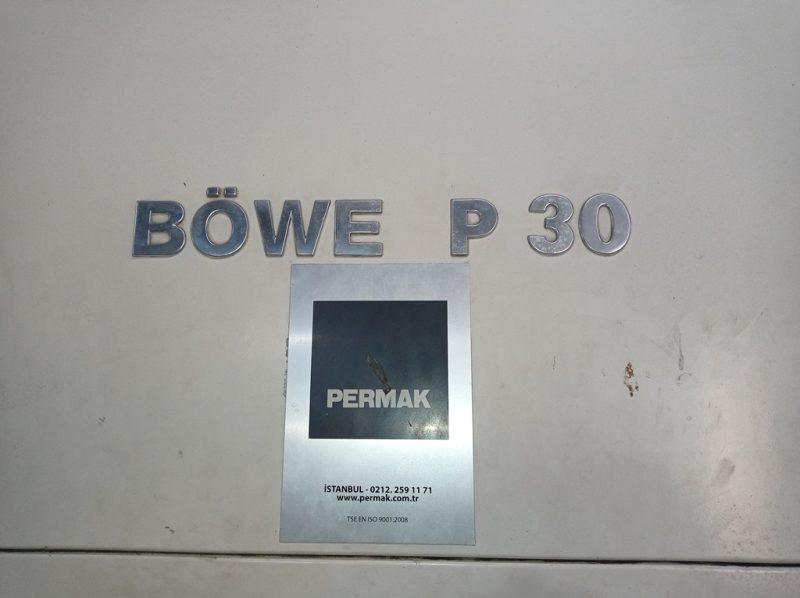 BÖWE P 30
PERMAK
İSTANBUL - 0212. 259 11 71
www.permak.com.tr
TSE EN ISO 9001:2008